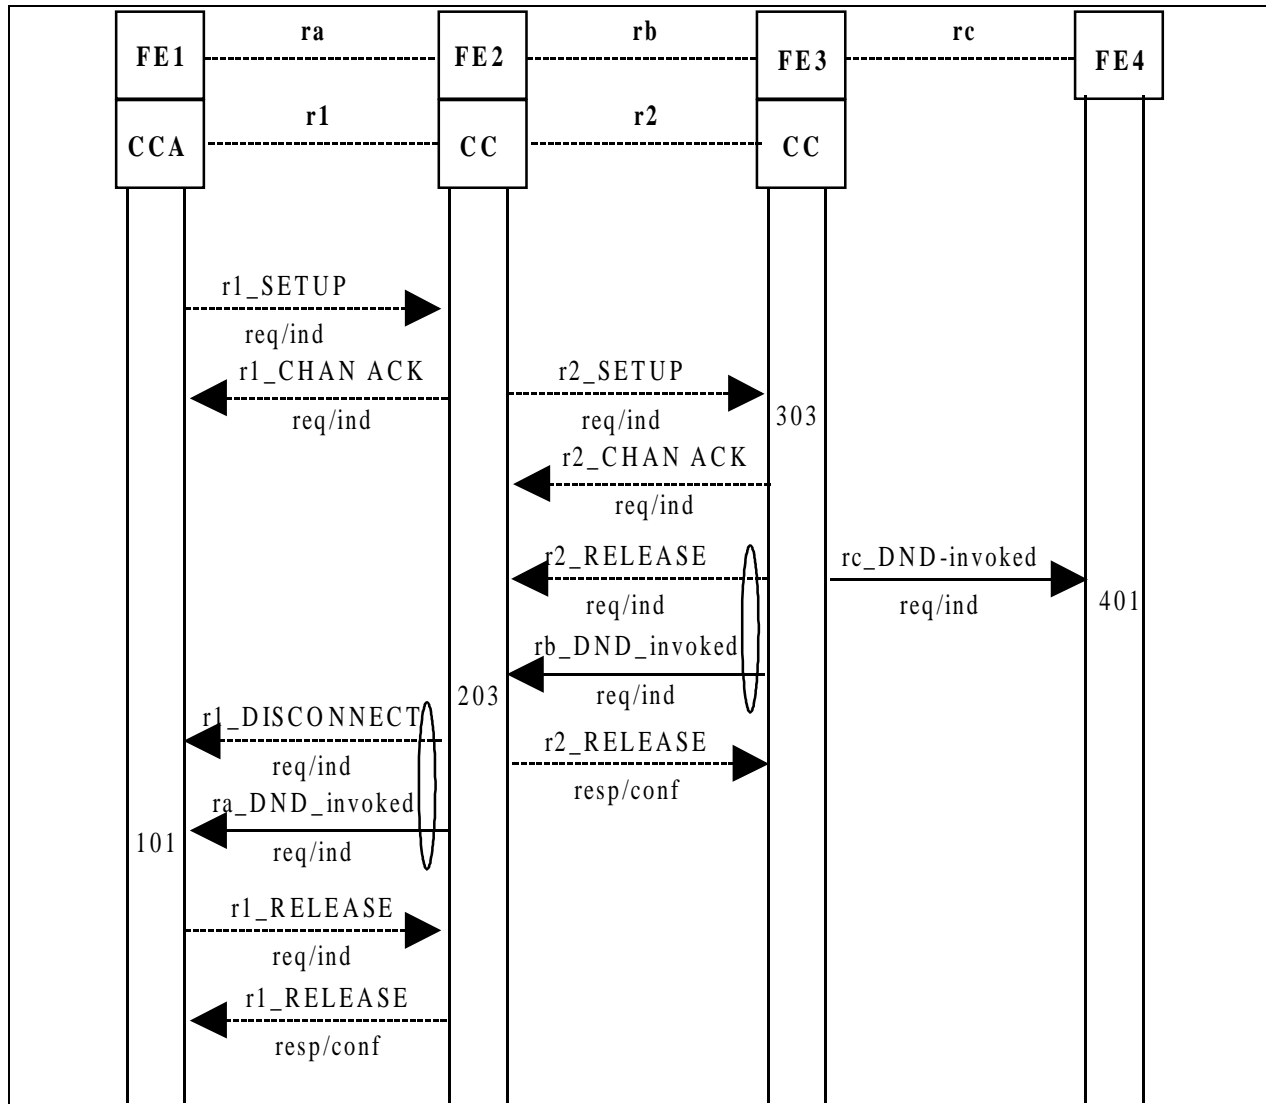 ra rb rc
FE1 FE2 FE3 FE4
r1 r2
CCA CC CC
r1_SETUP
req/ind
r1_CHAN ACK r2_SETUP
req/ind req/ind 303
r2_CHAN ACK
req/ind
r2_RELEASE rc_DND-invoked
req/ind req/ind 401
rb_DND_invoked
203 req/ind
r1_DISCONNECT r2_RELEASE
req/ind resp/conf
ra_DND_invoked
101 req/ind
r1_RELEASE
req/ind
r1_RELEASE
resp/conf